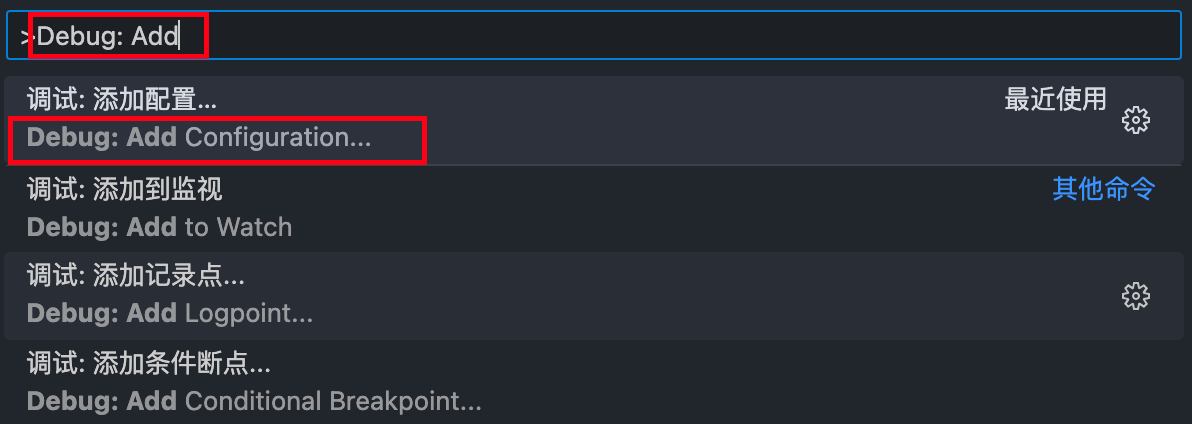 >Debug: Add
调试: 添加配置...
最近使用
Debug: Add Configuration...
调试: 添加到监视
其他命令
Debug: Add to Watch
调试: 添加记录点...
Debug: Add Logpoint...
调试: 添加条件断点...
Debug: Add Conditional Breakpoint...